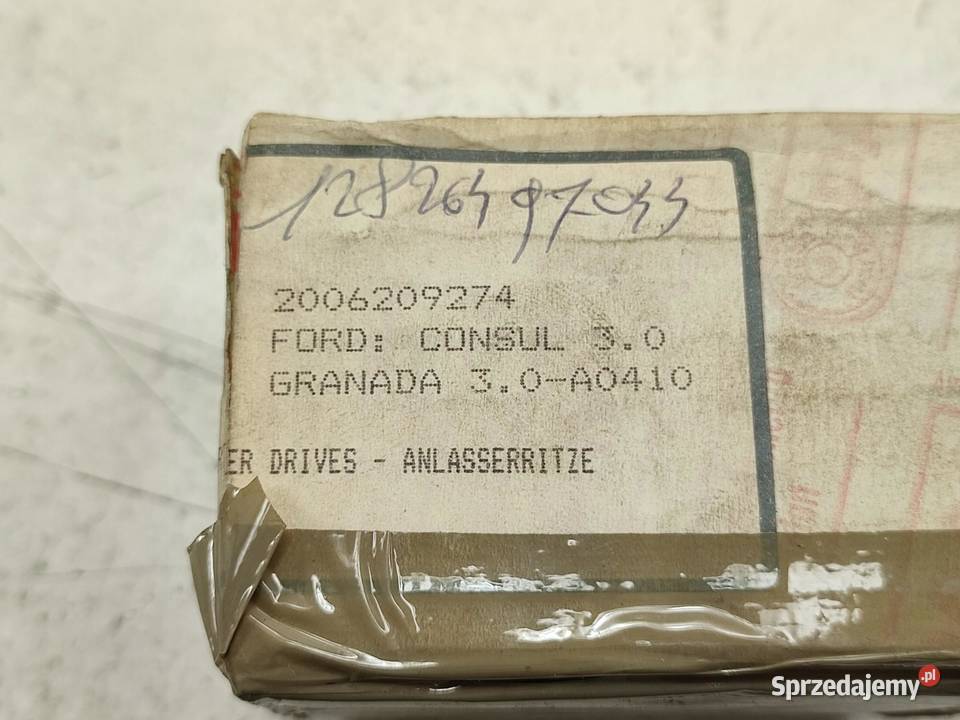 2006209274
FORD: CONSUL 3.0
GRANADA 3.0-A0410
ER DRIVES - ANLASSERRITZE
Sprzedajemy.pl